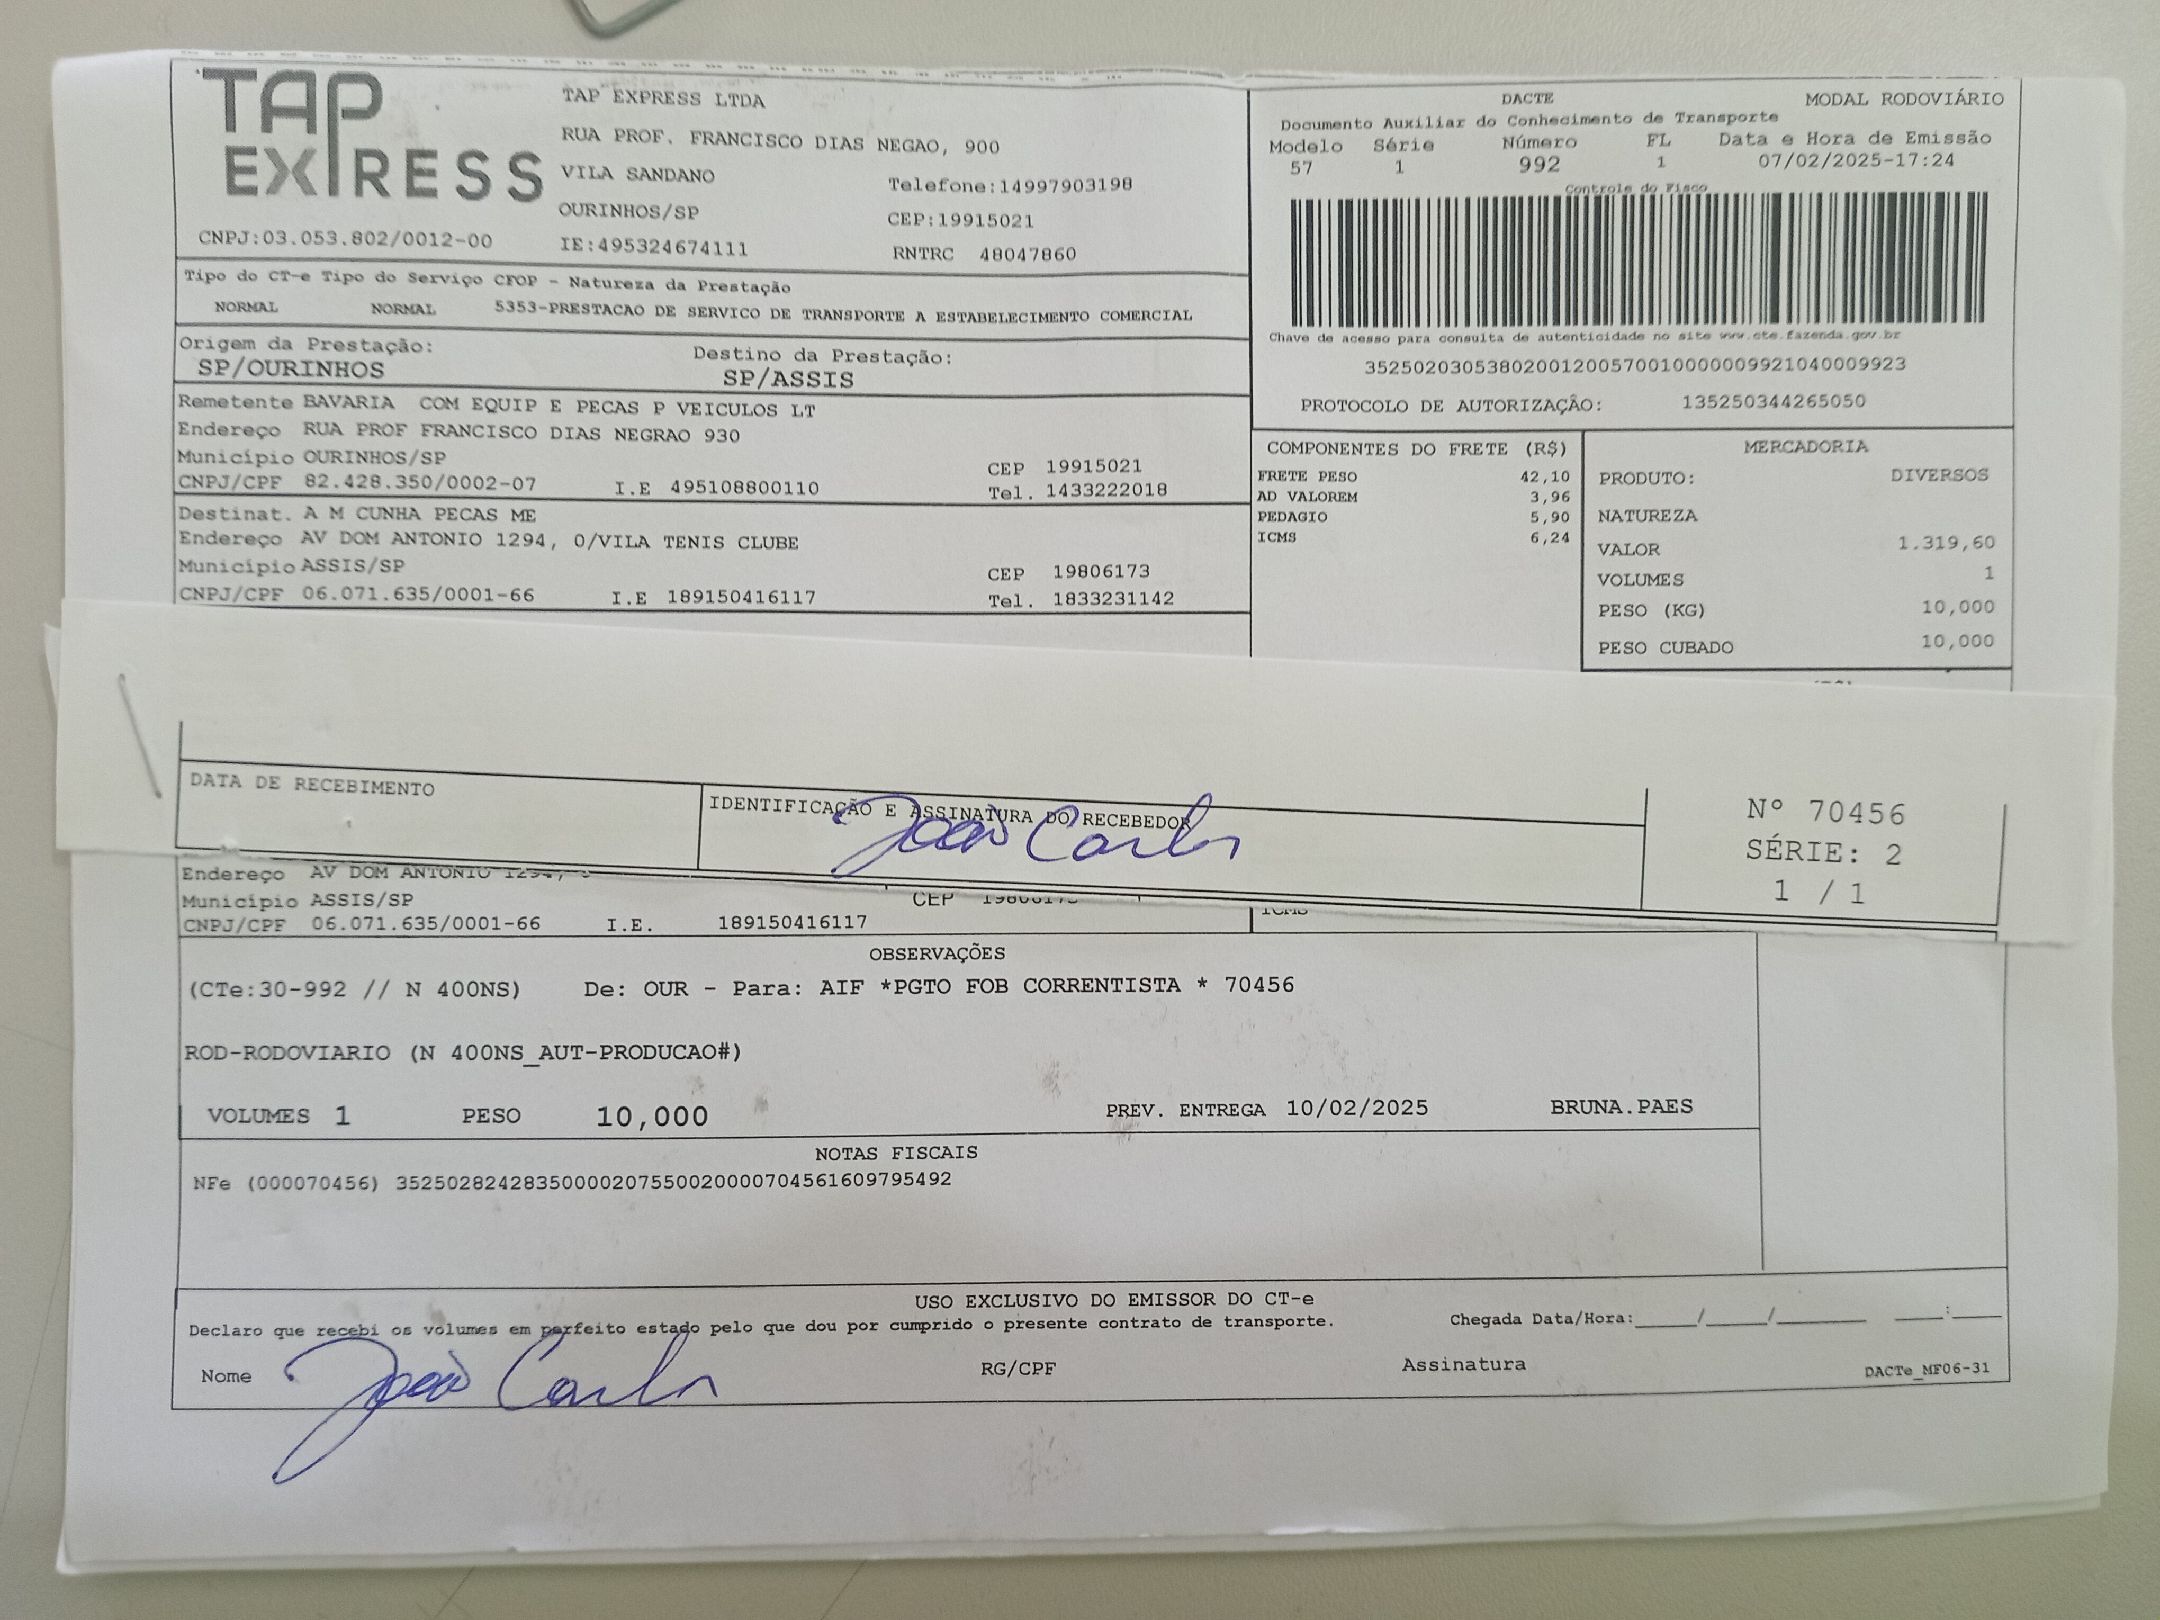 TAP EXPRESS
TAP EXPRESS LTDA
RUA PROF. FRANCISCO DIAS NEGAO, 900
VILA SANDANO
Telefone:14997903198
OURINHOS/SP
CEP:19915021
CNPJ:03.053.802/0012-00
IE:495324674111
RNTRC 48047860
DACTE
MODAL RODOVIÁRIO
Documento Auxiliar do Conhecimento de Transporte
Modelo Série Número FL Data e Hora de Emissão
57 1 992 1 07/02/2025-17:24
Controle do Fisco
Chave de acesso para consulta de autenticidade no site www.cte.fazenda.gov.br
35250203053802001200570010000009921040009923
PROTOCOLO DE AUTORIZAÇÃO: 135250344265050
Tipo do CT-e Tipo do Serviço CFOP - Natureza da Prestação
NORMAL NORMAL 5353-PRESTACAO DE SERVICO DE TRANSPORTE A ESTABELECIMENTO COMERCIAL
Origem da Prestação: Destino da Prestação:
SP/OURINHOS SP/ASSIS
Remetente BAVARIA COM EQUIP E PECAS P VEICULOS LT
Endereço RUA PROF FRANCISCO DIAS NEGRAO 930
Município OURINHOS/SP CEP 19915021
CNPJ/CPF 82.428.350/0002-07 I.E 495108800110 Tel. 1433222018
Destinat. A M CUNHA PECAS ME
Endereço AV DOM ANTONIO 1294, 0/VILA TENIS CLUBE
Município ASSIS/SP CEP 19806173
CNPJ/CPF 06.071.635/0001-66 I.E 189150416117 Tel. 1833231142
COMPONENTES DO FRETE (R$)
FRETE PESO 42,10
AD VALOREM 3,96
PEDAGIO 5,90
ICMS 6,24
MERCADORIA
PRODUTO: DIVERSOS
NATUREZA
VALOR 1.319,60
VOLUMES 1
PESO (KG) 10,000
PESO CUBADO 10,000
DATA DE RECEBIMENTO
IDENTIFICAÇÃO E ASSINATURA DO RECEBEDOR
João Carlos
Nº 70456
SÉRIE: 2
1 / 1
Endereço AV DOM ANTONIO 1294,
Município ASSIS/SP CEP 19806173
CNPJ/CPF 06.071.635/0001-66 I.E. 189150416117
ICMS
OBSERVAÇÕES
(CTe:30-992 // N 400NS) De: OUR - Para: AIF *PGTO FOB CORRENTISTA * 70456
ROD-RODOVIARIO (N 400NS_AUT-PRODUCAO#)
VOLUMES 1 PESO 10,000 PREV. ENTREGA 10/02/2025 BRUNA.PAES
NOTAS FISCAIS
NFe (000070456) 35250282428350000207550020000704561609795492
USO EXCLUSIVO DO EMISSOR DO CT-e
Declaro que recebi os volumes em perfeito estado pelo que dou por cumprido o presente contrato de transporte.
Chegada Data/Hora:_____/_____/_______ ____:____
Nome João Carlos RG/CPF Assinatura
DACTe_MF06-31